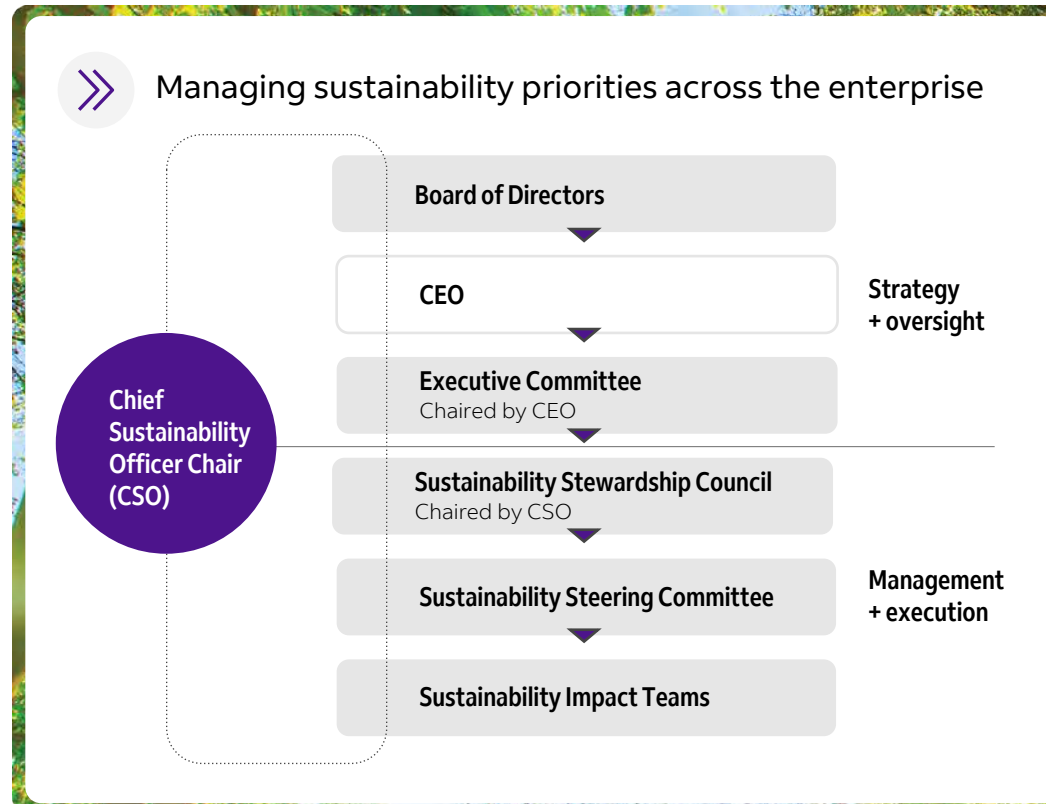 Managing sustainability priorities across the enterprise
Board of Directors
CEO
Strategy
+ oversight
Executive Committee
Chaired by CEO
Chief
Sustainability
Officer Chair
(CSO)
Sustainability Stewardship Council
Chaired by CSO
Sustainability Steering Committee
Management
+ execution
Sustainability Impact Teams